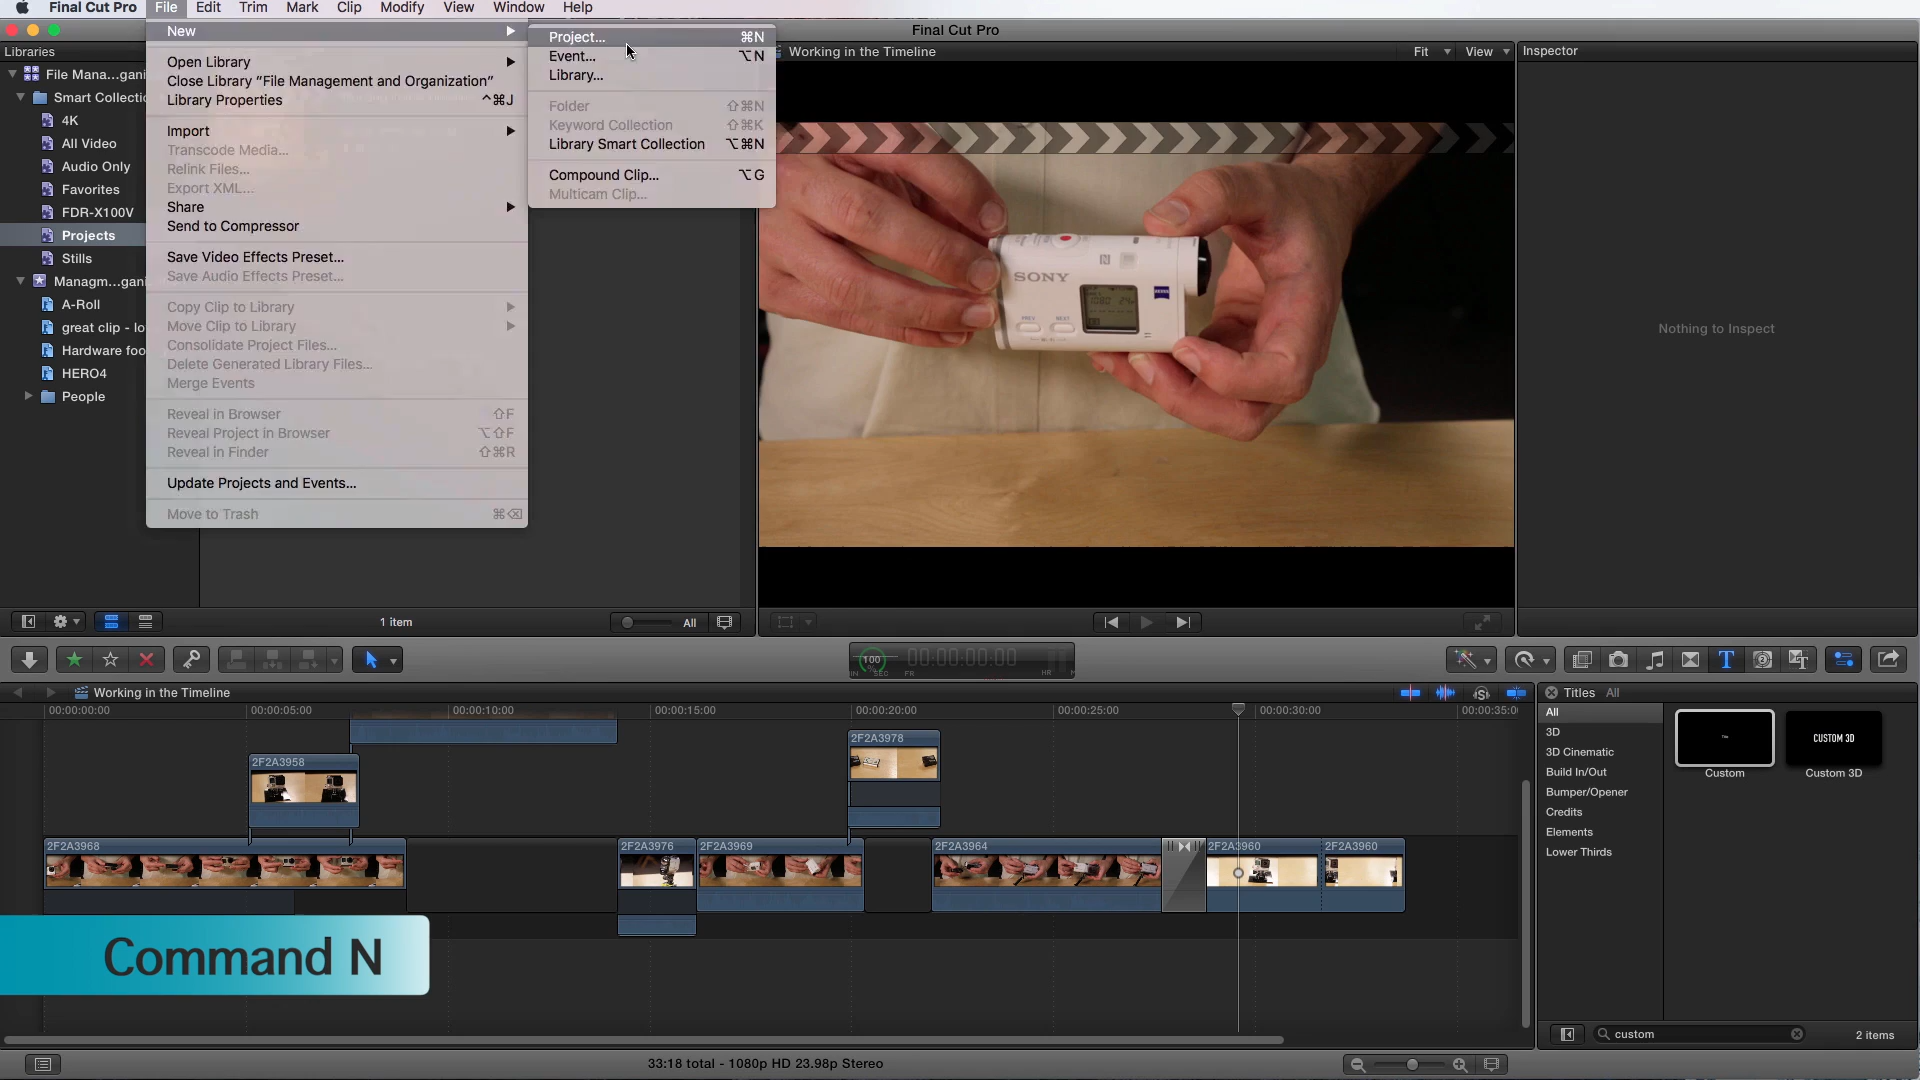 Final Cut Pro File Edit Trim Mark Clip Modify View Window Help
Final Cut Pro
Libraries
File Mana...gani
Smart Collectic
4K
All Video
Audio Only
Favorites
FDR-X100V
Projects
Stills
Managm...gani
A-Roll
great clip - lo
Hardware foo
HERO4
People
New
Open Library
Close Library “File Management and Organization”
Library Properties ^⌘J
Import
Transcode Media...
Relink Files...
Export XML...
Share
Send to Compressor
Save Video Effects Preset...
Save Audio Effects Preset...
Copy Clip to Library
Move Clip to Library
Consolidate Project Files...
Delete Generated Library Files...
Merge Events
Reveal in Browser ⇧F
Reveal Project in Browser ⌥⇧F
Reveal in Finder ⇧⌘R
Update Projects and Events...
Move to Trash ⌘⌫
Project... ⌘N
Event... ⌥N
Library...
Folder ⇧⌘N
Keyword Collection ⇧⌘K
Library Smart Collection ⌥⌘N
Compound Clip... ⌥G
Multicam Clip...
Working in the Timeline Fit View
SONY
PREV NEXT
ZEISS
Inspector
Nothing to Inspect
1 item
All
100
%
00:00:00:00
HR MIN SEC FR
Working in the Timeline
00:00:00:00 00:00:05:00 00:00:10:00 00:00:15:00 00:00:20:00 00:00:25:00 00:00:30:00 00:00:35:0
2F2A3978
2F2A3958
2F2A3968 2F2A3976 2F2A3969 2F2A3964 2F2A3960 2F2A3960
Command N
Titles All
All
3D
3D Cinematic
Build In/Out
Bumper/Opener
Credits
Elements
Lower Thirds
CUSTOM 3D
Custom Custom 3D
custom
2 items
33:18 total - 1080p HD 23.98p Stereo